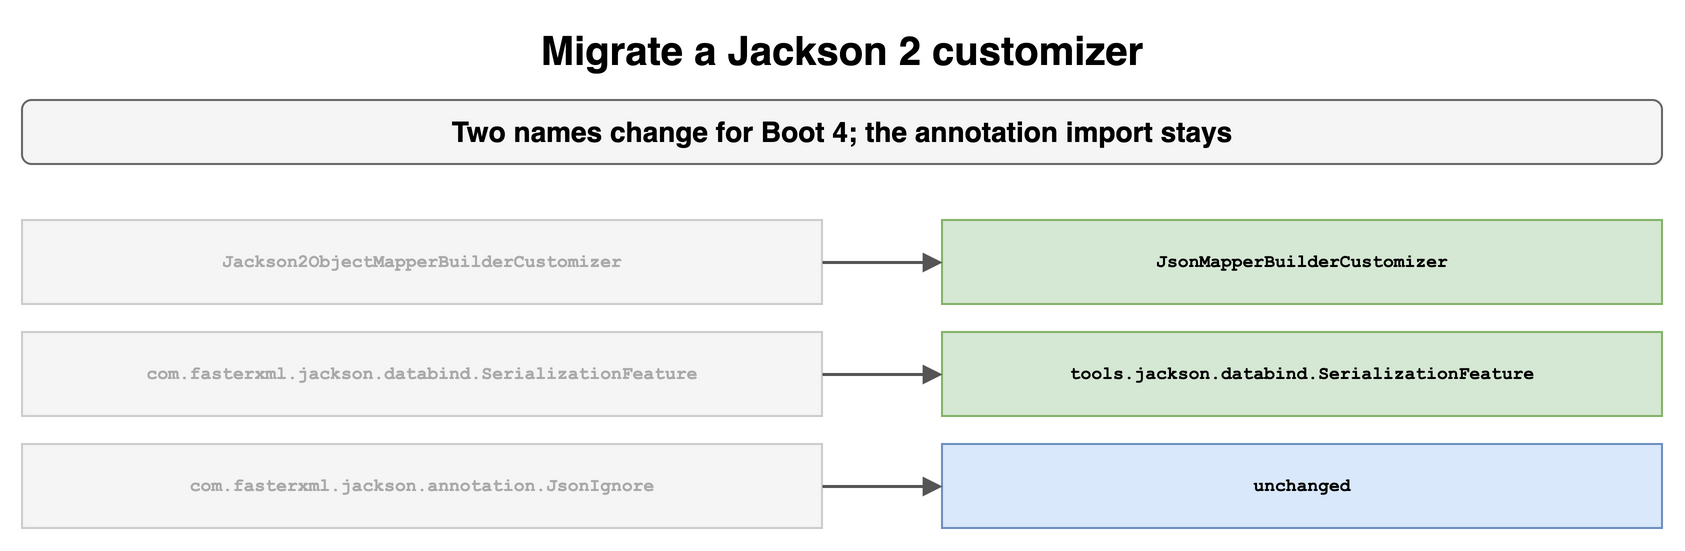 Migrate a Jackson 2 customizer
Two names change for Boot 4; the annotation import stays
Jackson2ObjectMapperBuilderCustomizer
JsonMapperBuilderCustomizer
com.fasterxml.jackson.databind.SerializationFeature
tools.jackson.databind.SerializationFeature
com.fasterxml.jackson.annotation.JsonIgnore
unchanged